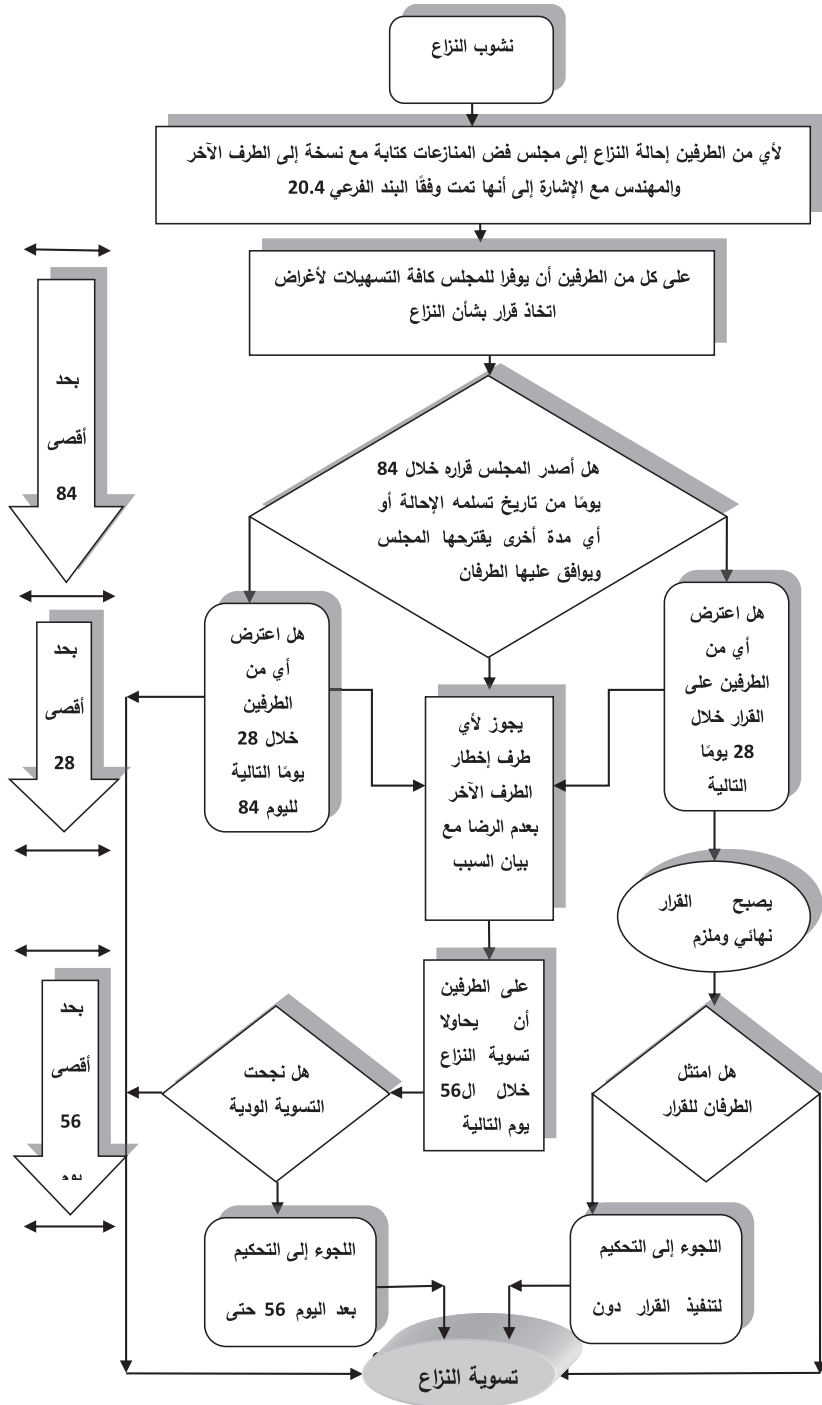 نشوب النزاع
لأي من الطرفين إحالة النزاع إلى مجلس فض المنازعات كتابة مع نسخة إلى الطرف الآخر
والمهندس مع الإشارة إلى أنها تمت وفقًا البند الفرعي 20.4
على كل من الطرفين أن يوفرا للمجلس كافة التسهيلات لأغراض
اتخاذ قرار بشأن النزاع
بحد
أقصى
84
هل أصدر المجلس قراره خلال 84
يومًا من تاريخ تسلمه الإحالة أو
أي مدة أخرى يقترحها المجلس
ويوافق عليها الطرفان
هل اعترض
أي من
الطرفين على
القرار خلال
28 يومًا
التالية
يجوز لأي
طرف إخطار
الطرف الآخر
بعدم الرضا مع
بيان السبب
هل اعترض
أي من
الطرفين
خلال 28
يومًا التالية
لليوم 84
بحد
أقصى
28
يصبح القرار
نهائي وملزم
على الطرفين
أن يحاولا
تسوية النزاع
خلال ال56
يوم التالية
هل امتثل
الطرفان للقرار
هل نجحت
التسوية الودية
بحد
أقصى
56
يوم
اللجوء إلى التحكيم
لتنفيذ القرار دون
اللجوء إلى التحكيم
بعد اليوم 56 حتى
تسوية النزاع